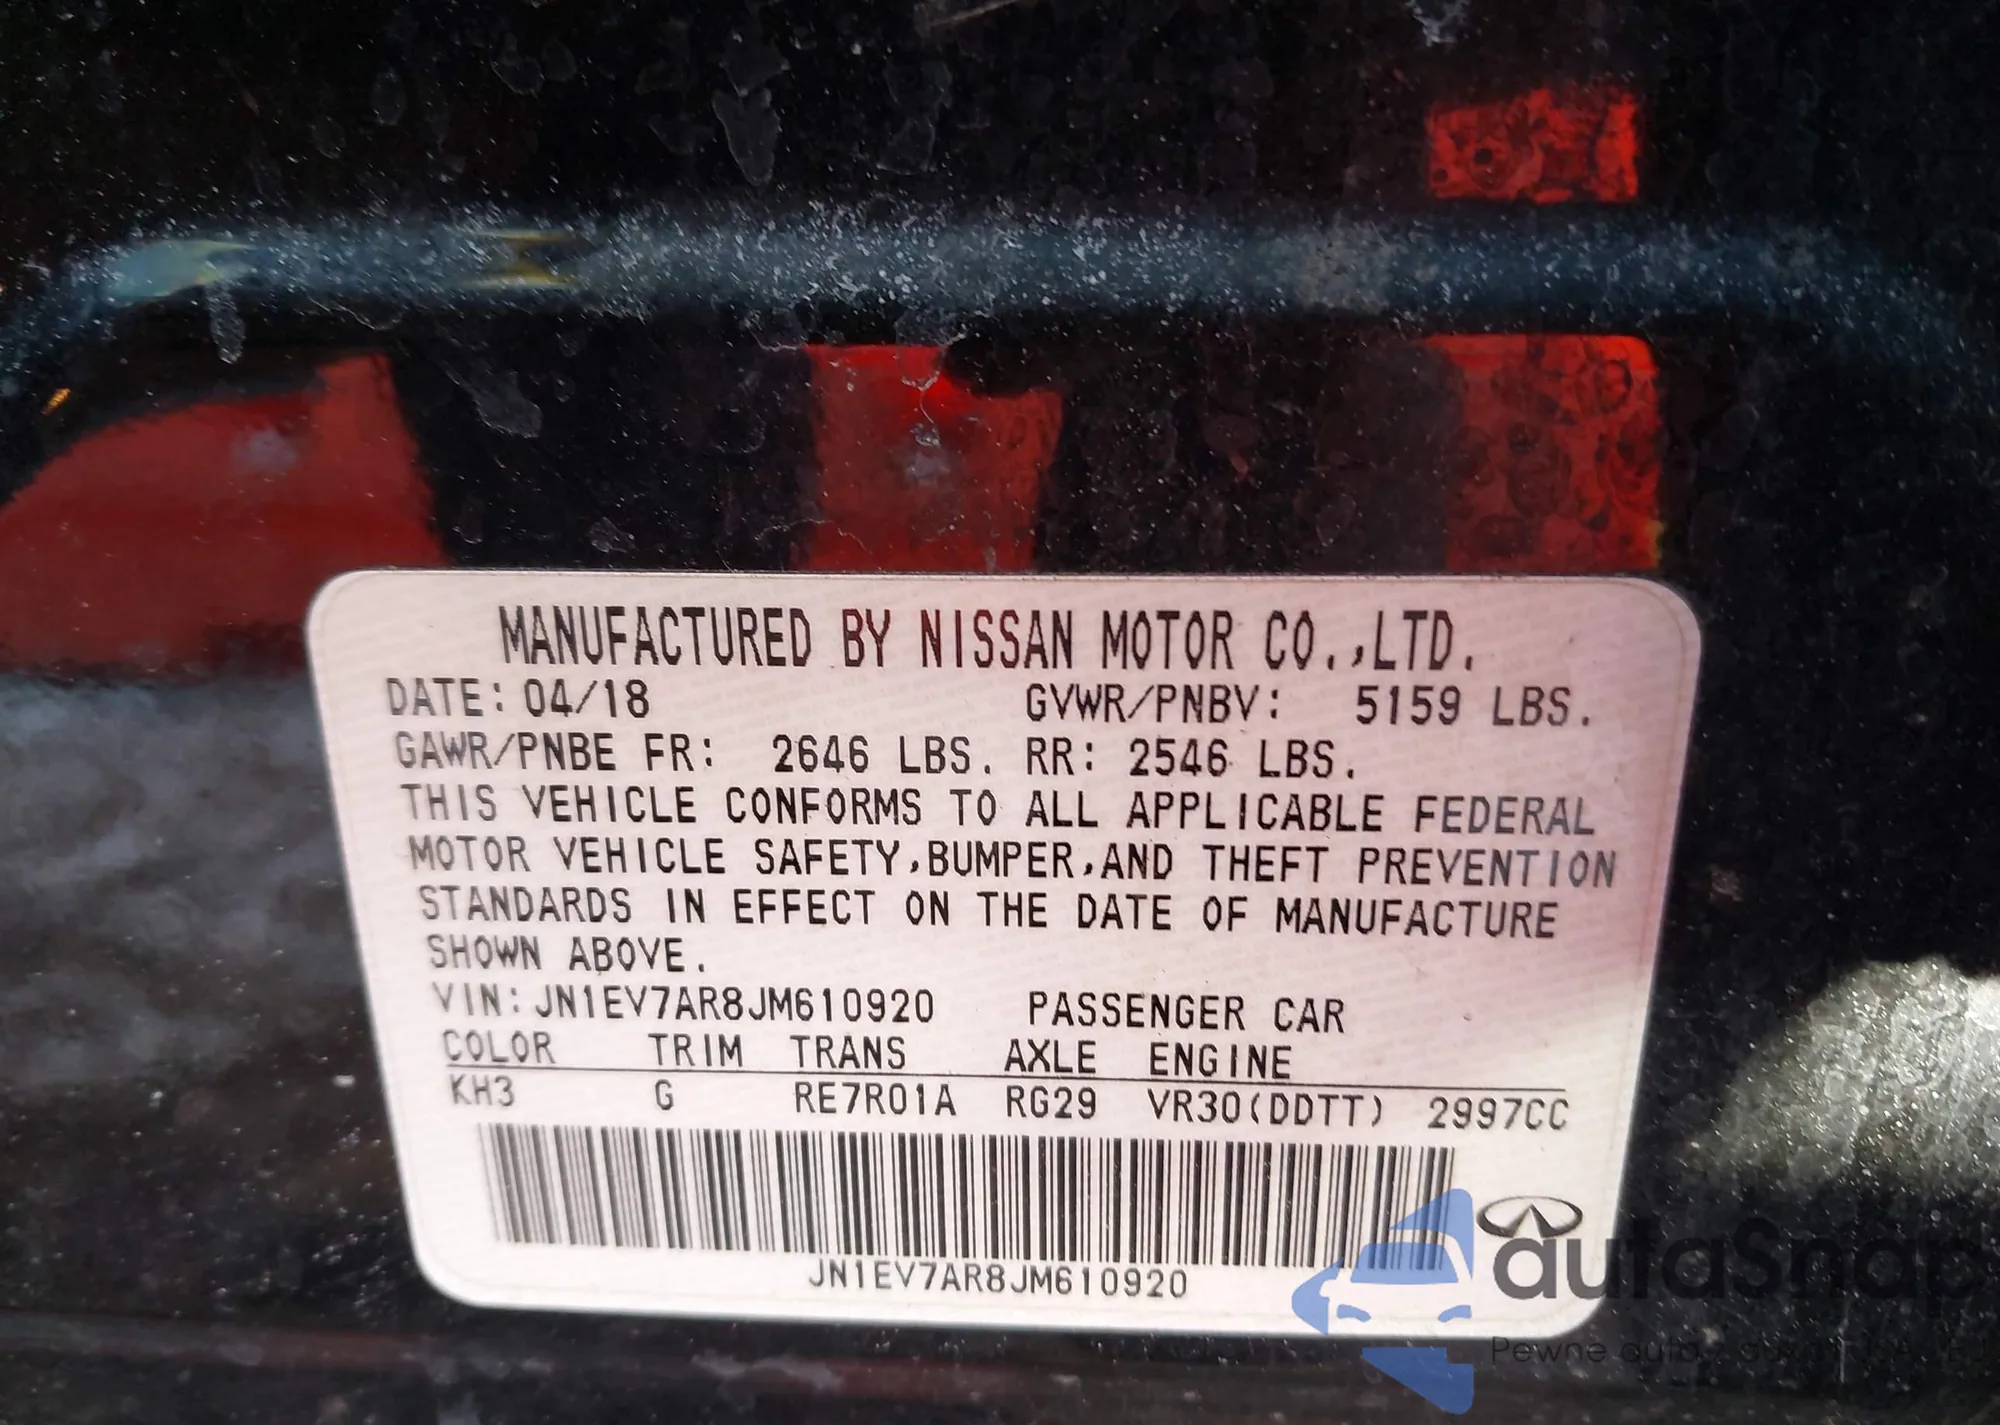 MANUFACTURED BY NISSAN MOTOR CO.,LTD.
DATE: 04/18 GVWR/PNBV: 5159 LBS.
GAWR/PNBE FR: 2646 LBS. RR: 2546 LBS.
THIS VEHICLE CONFORMS TO ALL APPLICABLE FEDERAL
MOTOR VEHICLE SAFETY,BUMPER,AND THEFT PREVENTION
STANDARDS IN EFFECT ON THE DATE OF MANUFACTURE
SHOWN ABOVE.
VIN: JN1EV7AR8JM610920 PASSENGER CAR
COLOR TRIM TRANS AXLE ENGINE
KH3 G RE7R01A RG29 VR30(DDTT) 2997CC
JN1EV7AR8JM610920
autaSnap
Pewne auta z